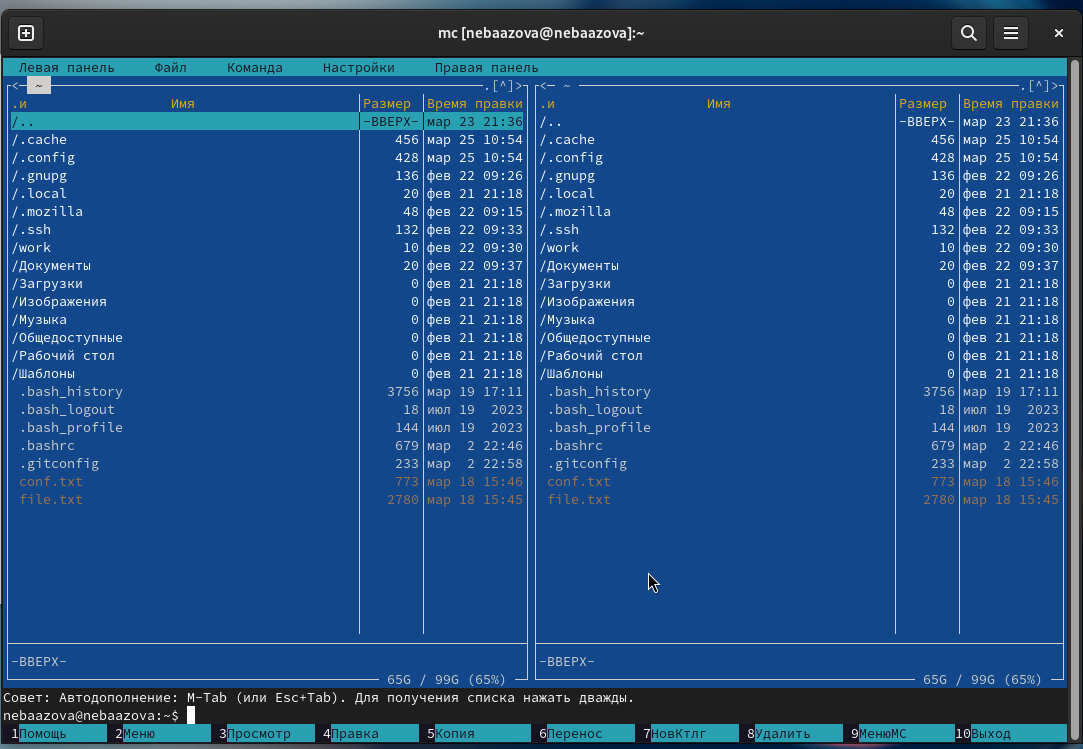 mc [nebaazova@nebaazova]:~
Левая панель Файл Команда Настройки Правая панель
<─ ~ .[^]> <─ ~ .[^]>
.и Имя Размер Время правки .и Имя Размер Время правки
/.. -ВВЕРХ- мар 23 21:36 /.. -ВВЕРХ- мар 23 21:36
/.cache 456 мар 25 10:54 /.cache 456 мар 25 10:54
/.config 428 мар 25 10:54 /.config 428 мар 25 10:54
/.gnupg 136 фев 22 09:26 /.gnupg 136 фев 22 09:26
/.local 20 фев 21 21:18 /.local 20 фев 21 21:18
/.mozilla 48 фев 22 09:15 /.mozilla 48 фев 22 09:15
/.ssh 132 фев 22 09:33 /.ssh 132 фев 22 09:33
/work 10 фев 22 09:30 /work 10 фев 22 09:30
/Документы 20 фев 22 09:37 /Документы 20 фев 22 09:37
/Загрузки 0 фев 21 21:18 /Загрузки 0 фев 21 21:18
/Изображения 0 фев 21 21:18 /Изображения 0 фев 21 21:18
/Музыка 0 фев 21 21:18 /Музыка 0 фев 21 21:18
/Общедоступные 0 фев 21 21:18 /Общедоступные 0 фев 21 21:18
/Рабочий стол 0 фев 21 21:18 /Рабочий стол 0 фев 21 21:18
/Шаблоны 0 фев 21 21:18 /Шаблоны 0 фев 21 21:18
.bash_history 3756 мар 19 17:11 .bash_history 3756 мар 19 17:11
.bash_logout 18 июл 19 2023 .bash_logout 18 июл 19 2023
.bash_profile 144 июл 19 2023 .bash_profile 144 июл 19 2023
.bashrc 679 мар 2 22:46 .bashrc 679 мар 2 22:46
.gitconfig 233 мар 2 22:58 .gitconfig 233 мар 2 22:58
conf.txt 773 мар 18 15:46 conf.txt 773 мар 18 15:46
file.txt 2780 мар 18 15:45 file.txt 2780 мар 18 15:45
-ВВЕРХ- -ВВЕРХ-
65G / 99G (65%) 65G / 99G (65%)
Совет: Автодополнение: M-Tab (или Esc+Tab). Для получения списка нажать дважды.
nebaazova@nebaazova:~$
1Помощь 2Меню 3Просмотр 4Правка 5Копия 6Перенос 7НовКтлг 8Удалить 9МенюМС 10Выход